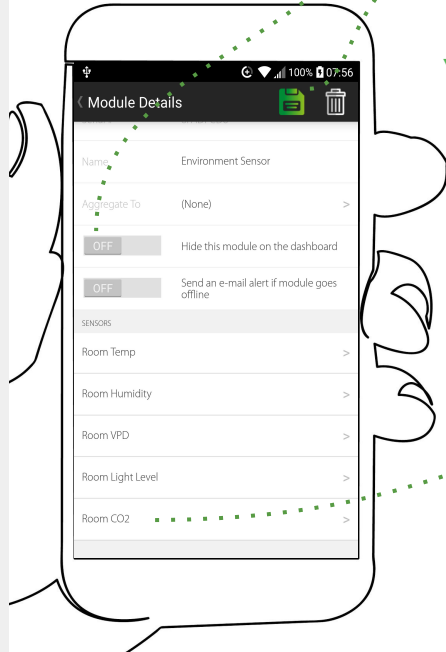 100% 07:56
Module Details
Name Environment Sensor
Aggregate To (None) >
OFF Hide this module on the dashboard
OFF Send an e-mail alert if module goes
offline
SENSORS
Room Temp >
Room Humidity >
Room VPD >
Room Light Level >
Room CO2 >